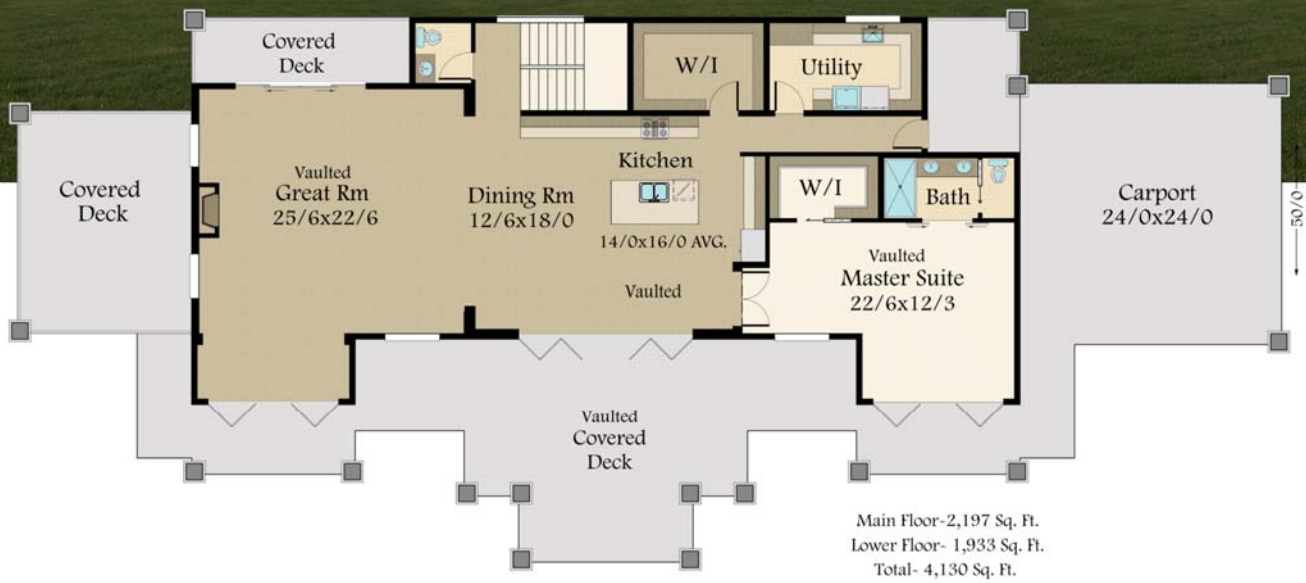 Covered
Deck
W/I
Utility
Covered
Deck
Vaulted
Great Rm
25/6x22/6
Dining Rm
12/6x18/0
Kitchen
14/0x16/0 AVG.
Vaulted
W/I
Bath
Vaulted
Master Suite
22/6x12/3
Carport
24/0x24/0
50/0
Vaulted
Covered
Deck
Main Floor-2,197 Sq. Ft.
Lower Floor- 1,933 Sq. Ft.
Total- 4,130 Sq. Ft.